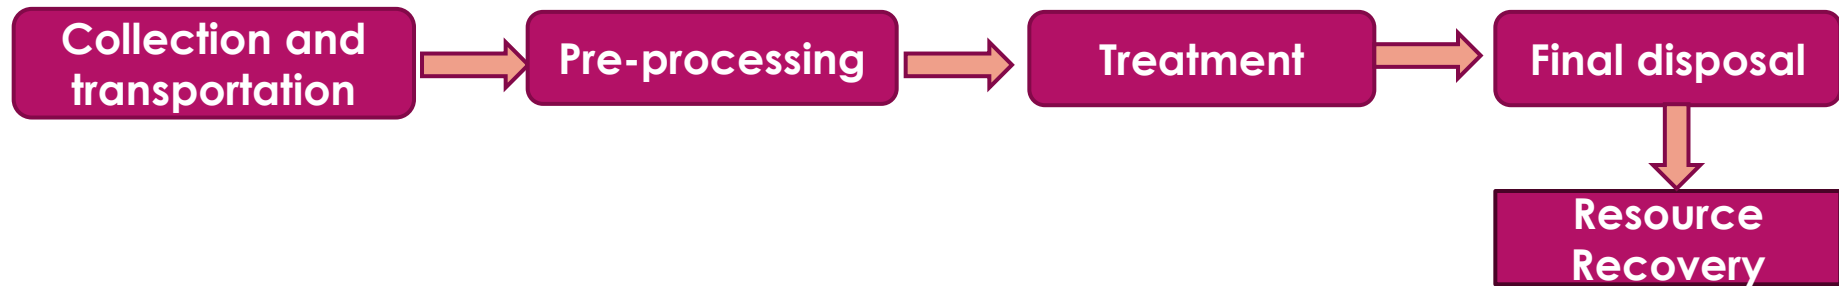 Collection and
transportation
Pre-processing
Treatment
Final disposal
Resource
Recovery